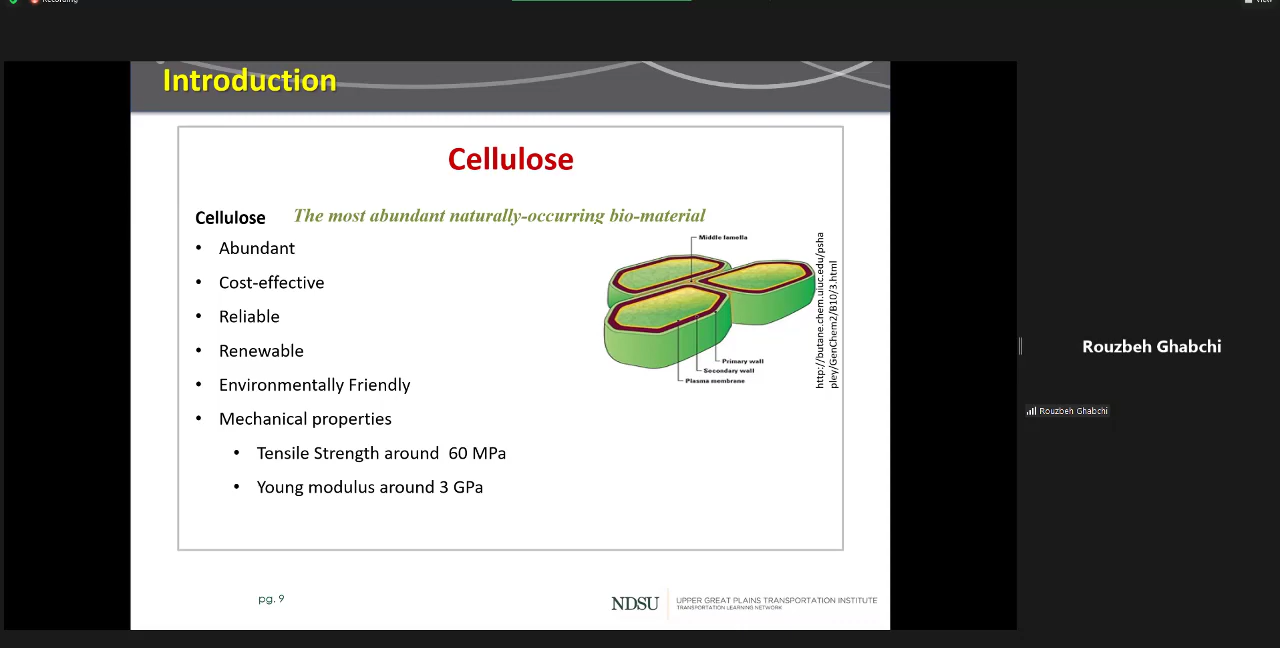 Recording
View
Introduction
Cellulose
Cellulose The most abundant naturally-occurring bio-material
• Abundant
• Cost-effective
• Reliable
• Renewable
• Environmentally Friendly
• Mechanical properties
• Tensile Strength around 60 MPa
• Young modulus around 3 GPa
Middle lamella
Primary wall
Secondary wall
Plasma membrane
http://butane.chem.uiuc.edu/psha
pley/GenChem2/B10/3.html
pg. 9
NDSU
UPPER GREAT PLAINS TRANSPORTATION INSTITUTE
TRANSPORTATION LEARNING NETWORK
Rouzbeh Ghabchi
Rouzbeh Ghabchi